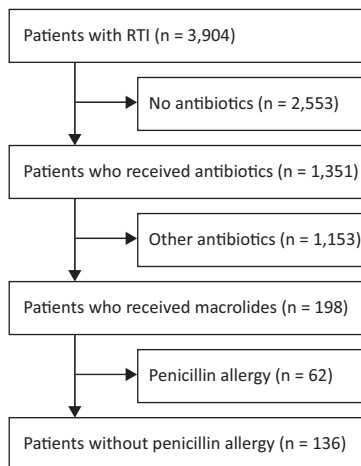 Patients with RTI (n = 3,904)
No antibiotics (n = 2,553)
Patients who received antibiotics (n = 1,351)
Other antibiotics (n = 1,153)
Patients who received macrolides (n = 198)
Penicillin allergy (n = 62)
Patients without penicillin allergy (n = 136)